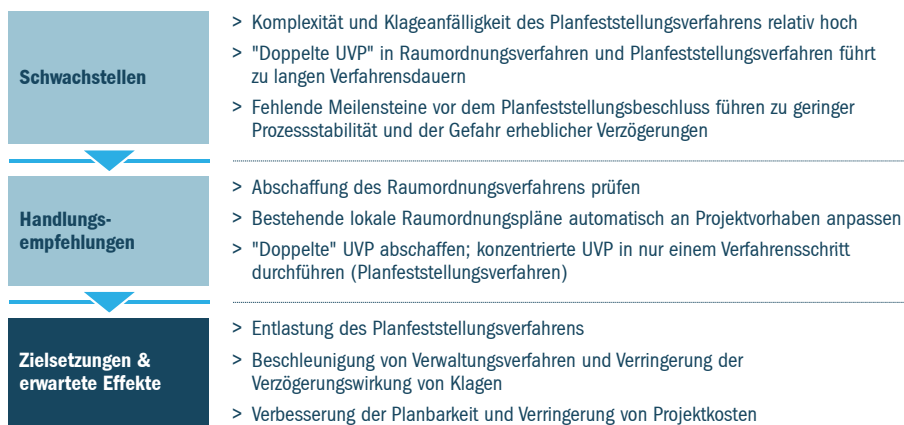 Schwachstellen
> Komplexität und Klageanfälligkeit des Planfeststellungsverfahrens relativ hoch
> "Doppelte UVP" in Raumordnungsverfahren und Planfeststellungsverfahren führt
zu langen Verfahrensdauern
> Fehlende Meilensteine vor dem Planfeststellungsbeschluss führen zu geringer
Prozessstabilität und der Gefahr erheblicher Verzögerungen
Handlungs-
empfehlungen
> Abschaffung des Raumordnungsverfahrens prüfen
> Bestehende lokale Raumordnungspläne automatisch an Projektvorhaben anpassen
> "Doppelte" UVP abschaffen; konzentrierte UVP in nur einem Verfahrensschritt
durchführen (Planfeststellungsverfahren)
Zielsetzungen &
erwartete Effekte
> Entlastung des Planfeststellungsverfahrens
> Beschleunigung von Verwaltungsverfahren und Verringerung der
Verzögerungswirkung von Klagen
> Verbesserung der Planbarkeit und Verringerung von Projektkosten